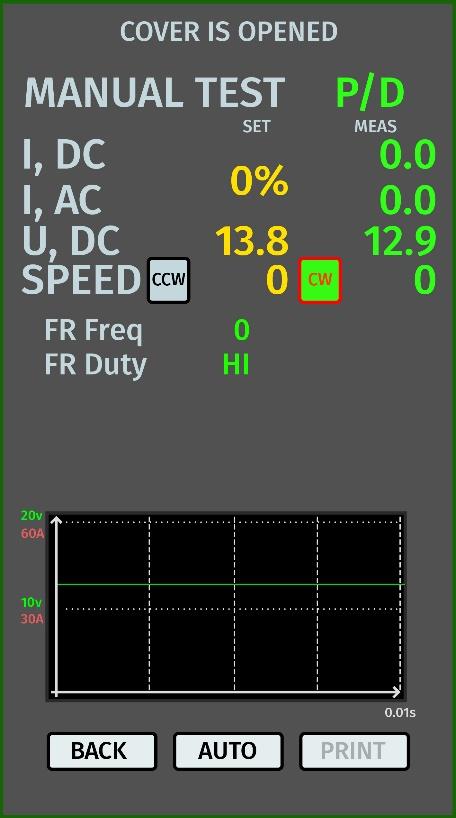 COVER IS OPENED
MANUAL TEST P/D
SET MEAS
I, DC 0.0
0%
I, AC 0.0
U, DC 13.8 12.9
SPEED CCW 0 CW 0
FR Freq 0
FR Duty HI
20v
60A
10v
30A
0.01s
BACK AUTO PRINT